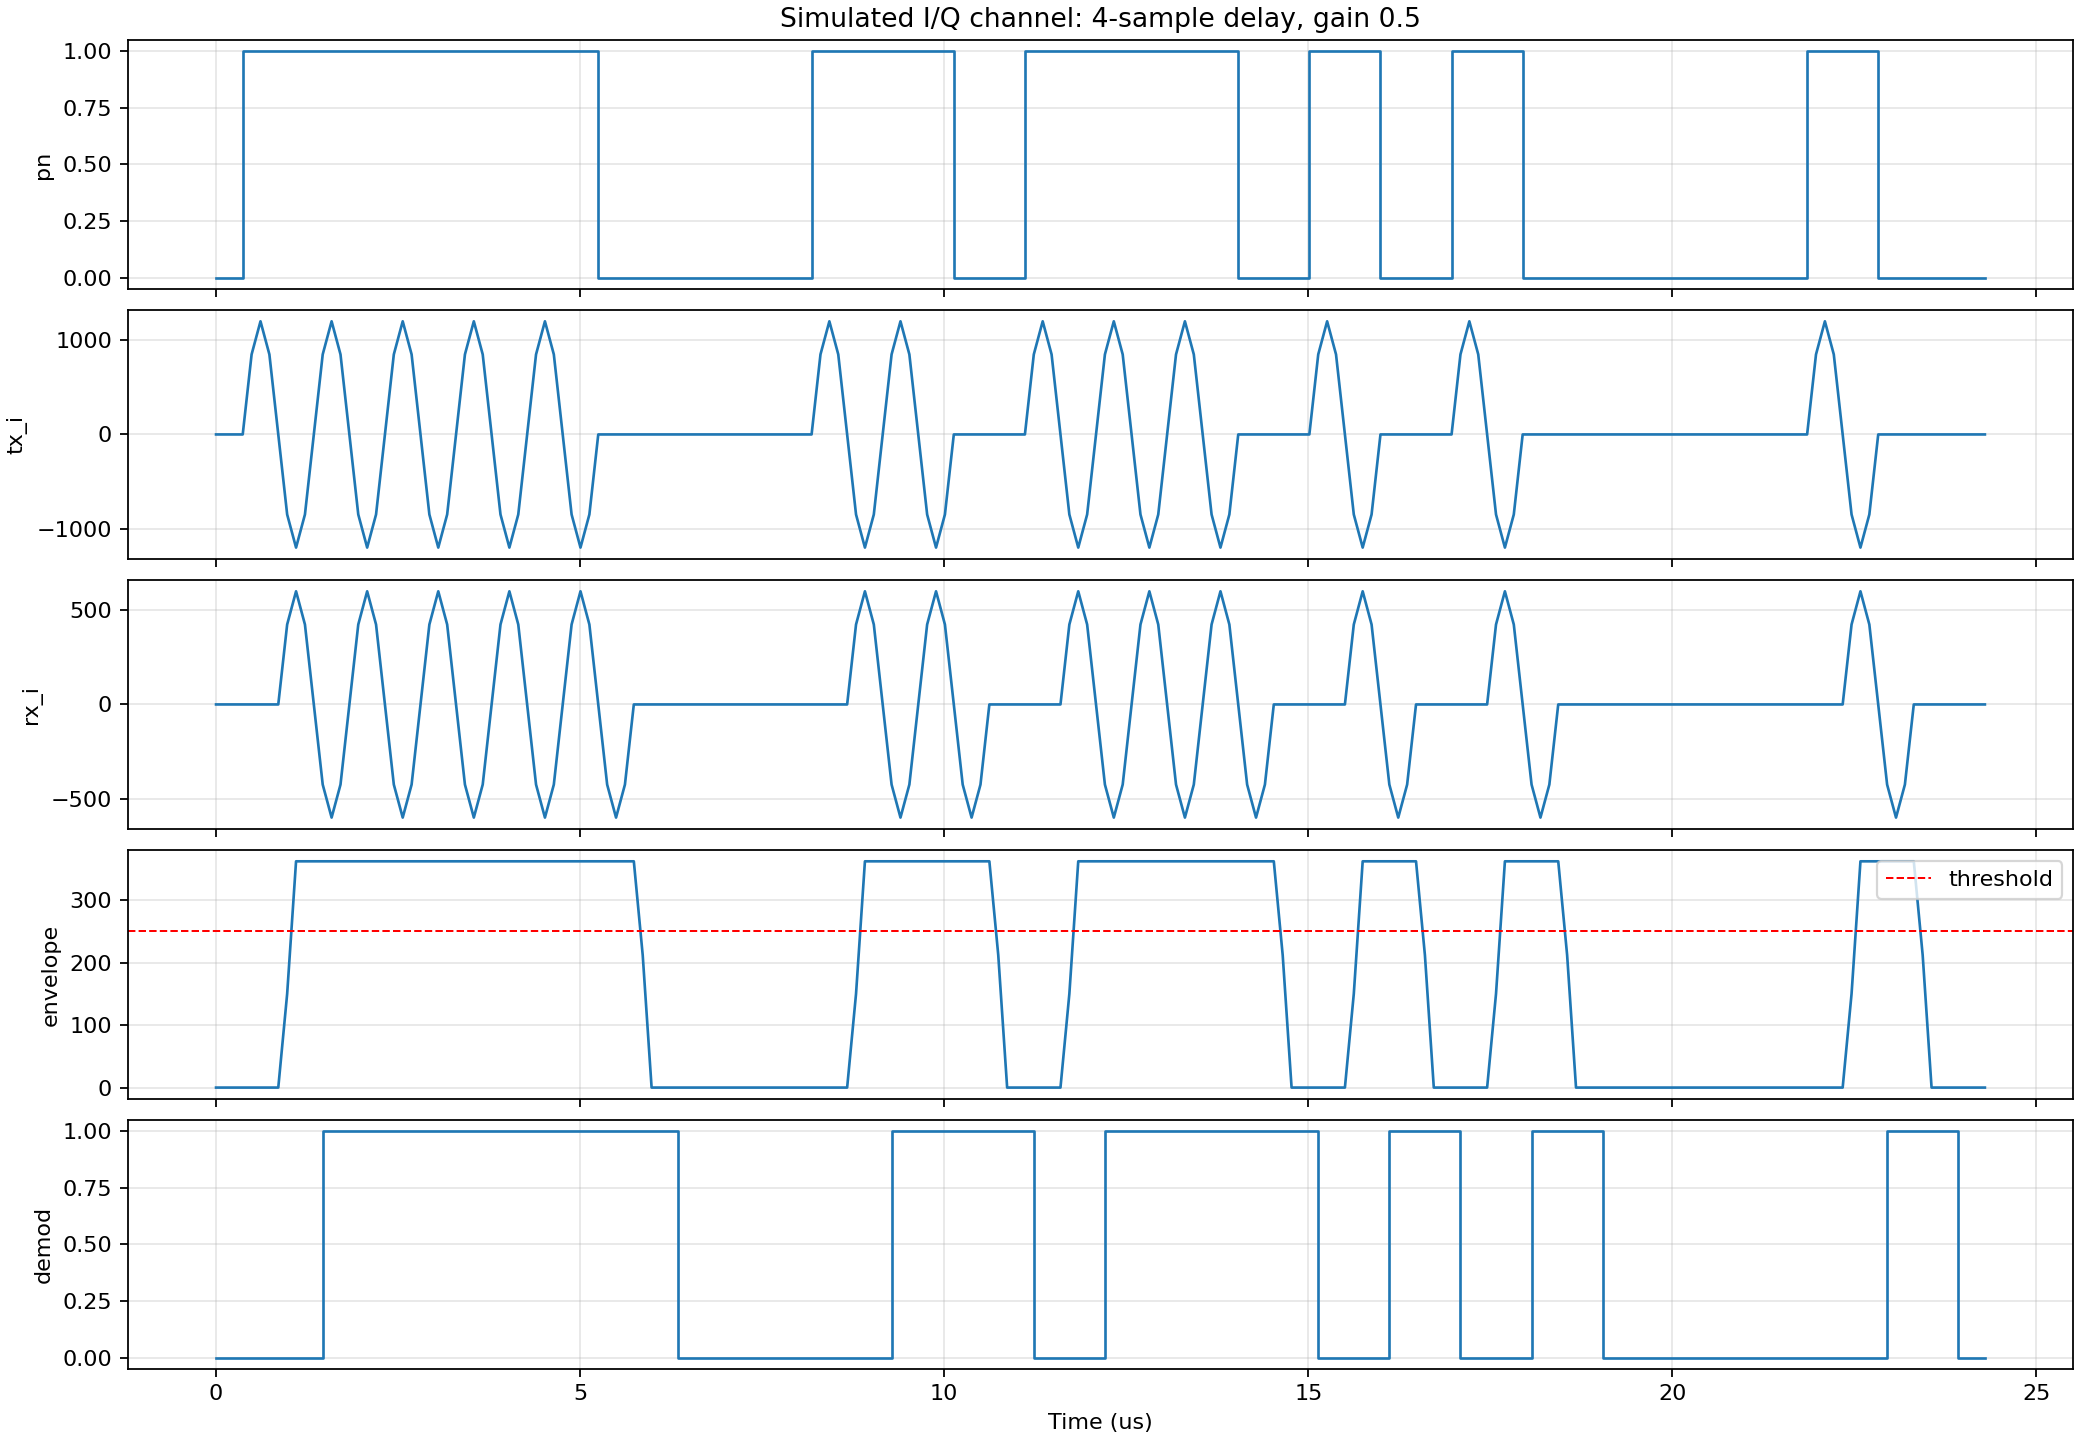 Simulated I/Q channel: 4-sample delay, gain 0.5
1.00
0.75
0.50
0.25
0.00
pn
1000
0
−1000
tx_i
500
0
−500
rx_i
300
200
100
0
envelope
threshold
1.00
0.75
0.50
0.25
0.00
demod
0 5 10 15 20 25
Time (us)